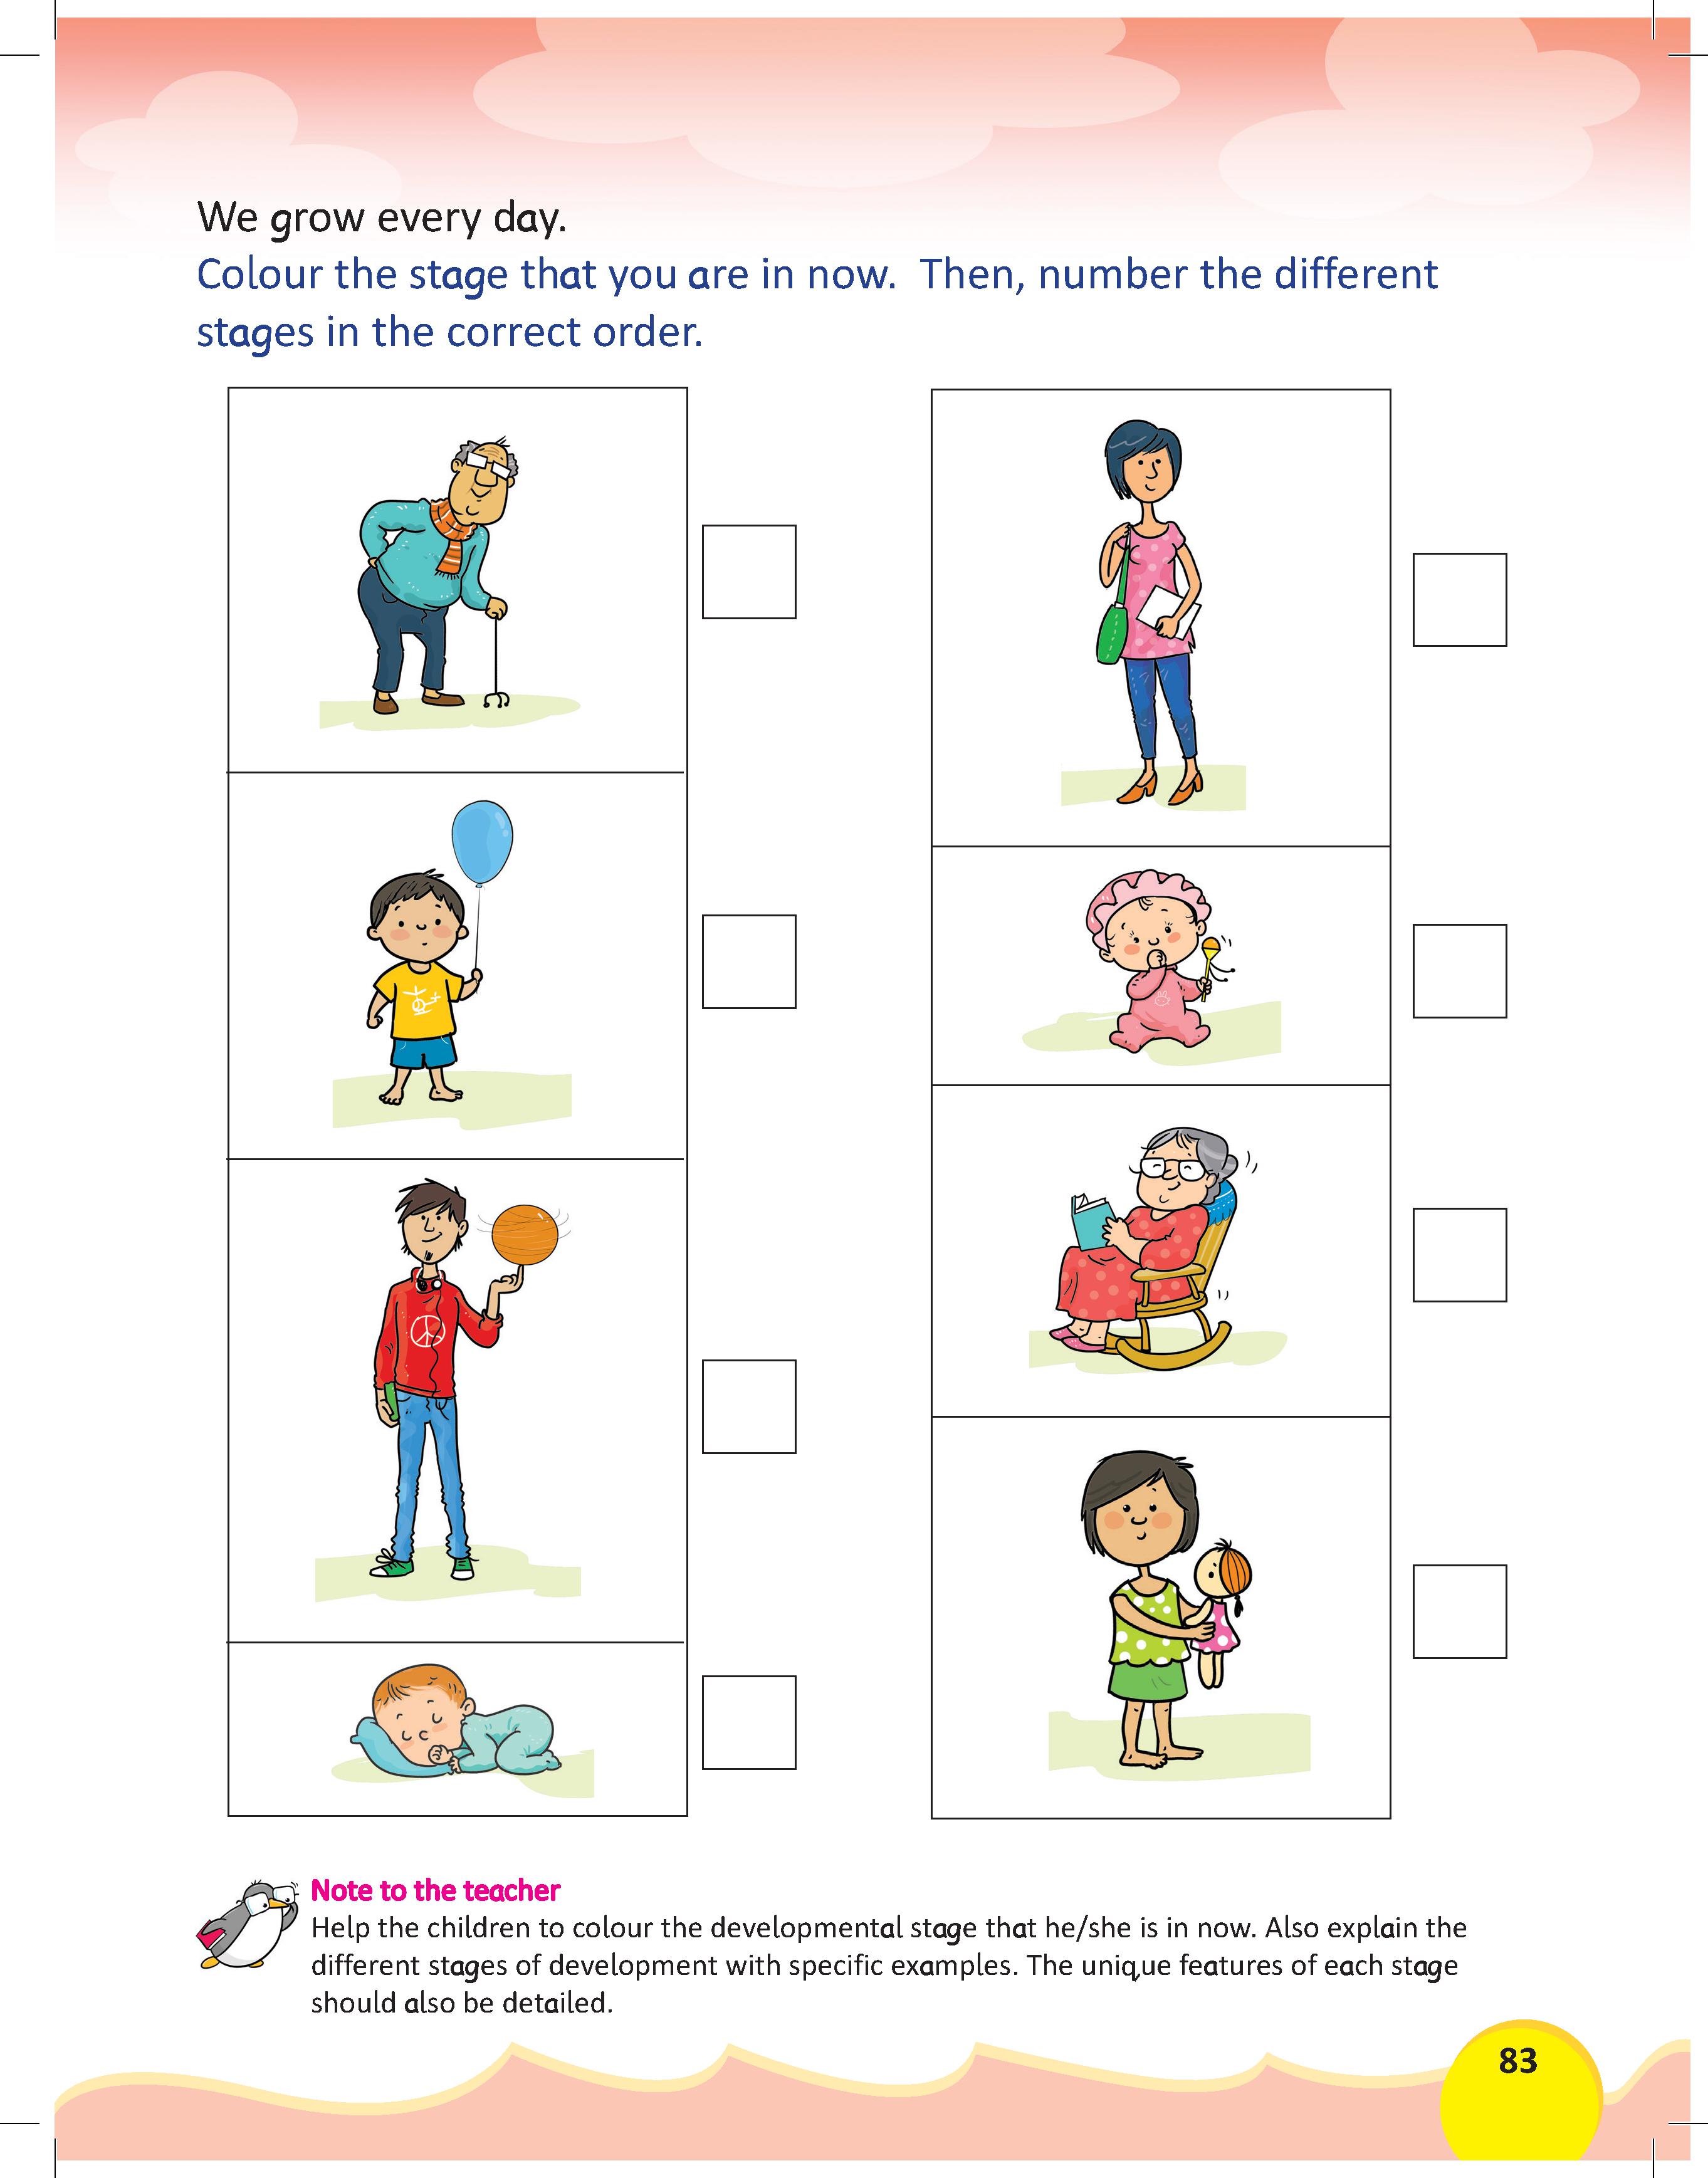 We grow every day.
Colour the stage that you are in now. Then, number the different
stages in the correct order.
Note to the teacher
Help the children to colour the developmental stage that he/she is in now. Also explain the
different stages of development with specific examples. The unique features of each stage
should also be detailed.
83